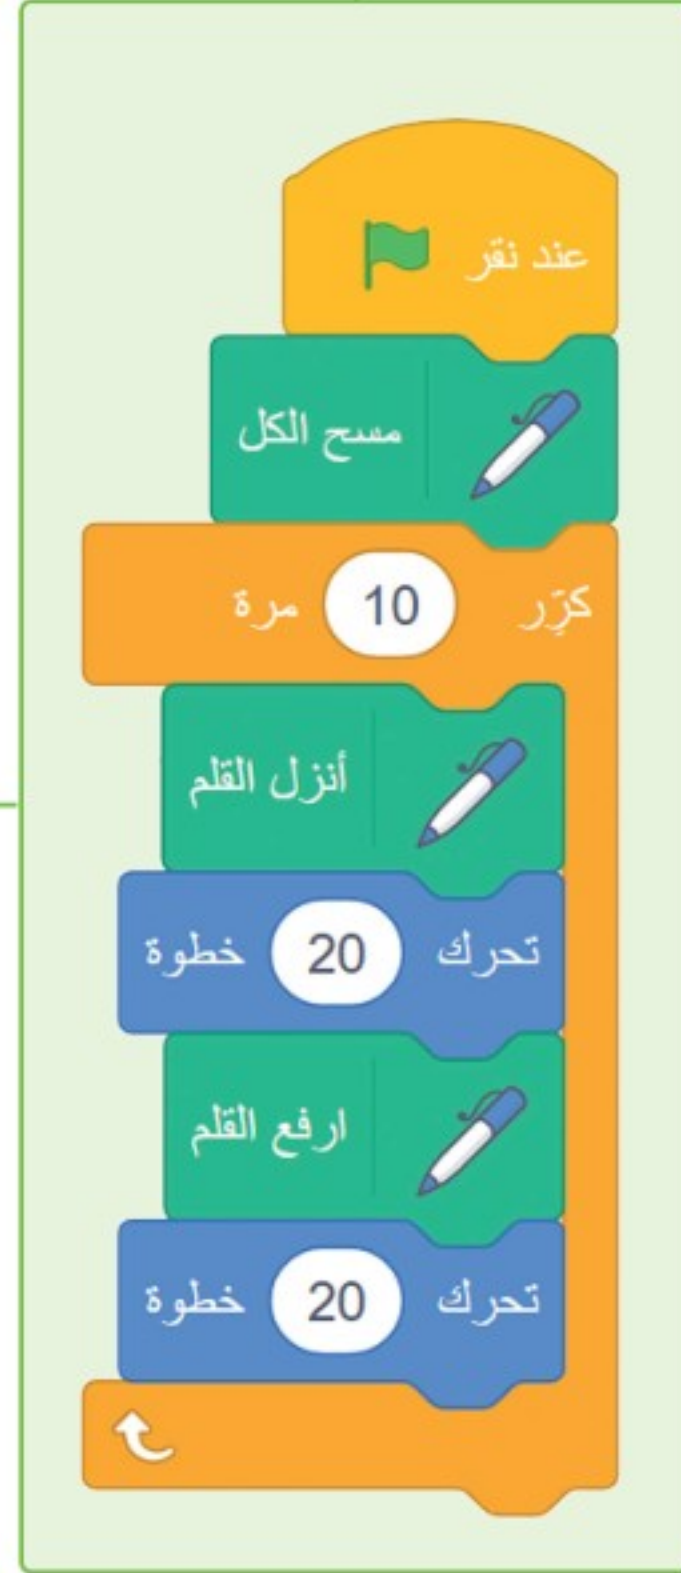 عند نقر
مسح الكل
كرِّر 10 مرة
أنزل القلم
تحرك 20 خطوة
ارفع القلم
تحرك 20 خطوة